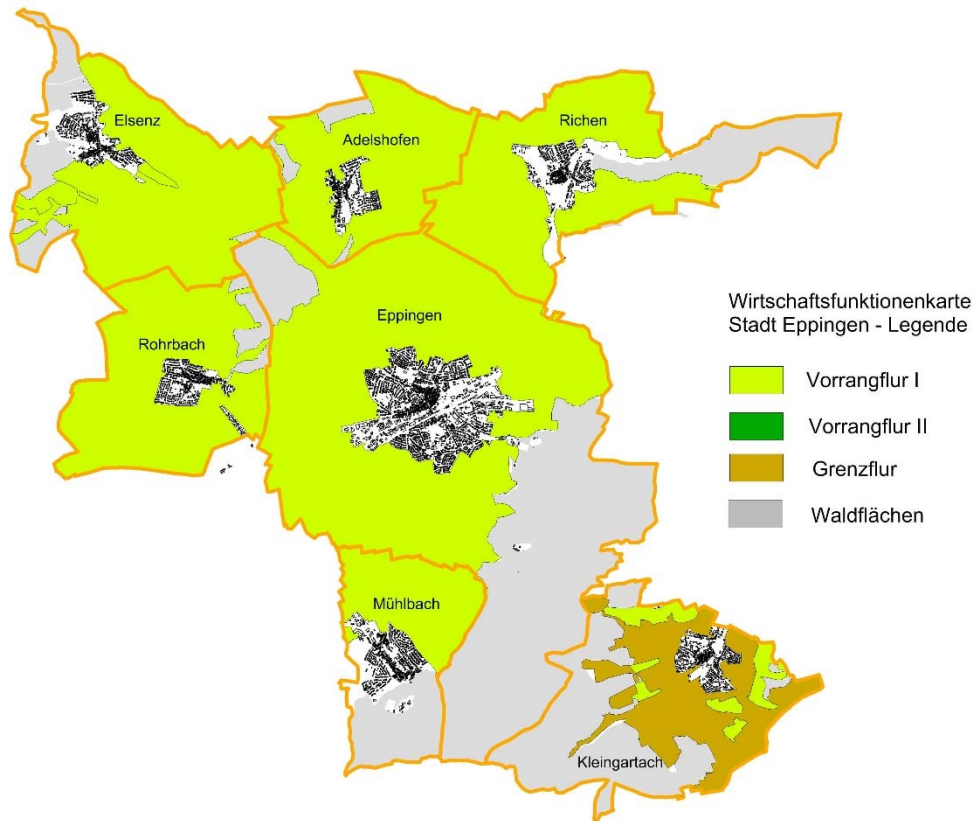 Elsenz
Adelshofen
Richen
Eppingen
Rohrbach
Mühlbach
Kleingartach
Wirtschaftsfunktionenkarte
Stadt Eppingen - Legende
Vorrangflur I
Vorrangflur II
Grenzflur
Waldflächen